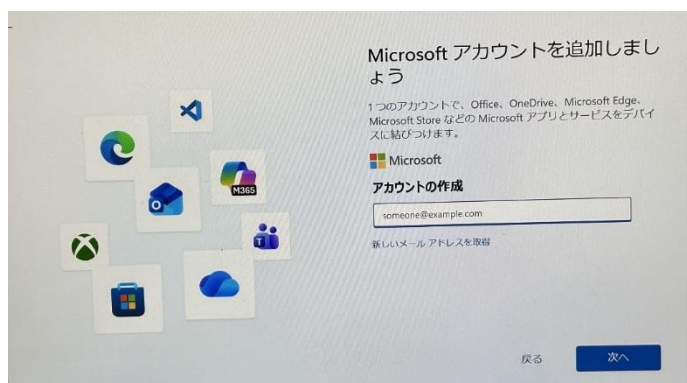 Microsoft アカウントを追加しまし
ょう
1 つのアカウントで、Office、OneDrive、Microsoft Edge、
Microsoft Store などの Microsoft アプリとサービスをデバイ
スに結びつけます。
Microsoft
アカウントの作成
someone@example.com
新しいメール アドレスを取得
戻る
次へ
M365
O
T